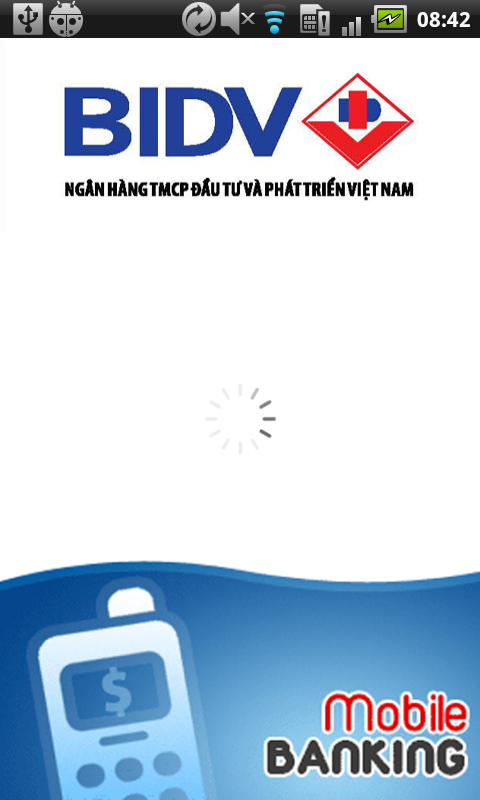 08:42
BIDV
NGÂN HÀNG TMCP ĐẦU TƯ VÀ PHÁT TRIỂN VIỆT NAM
$
Mobile
BANKING